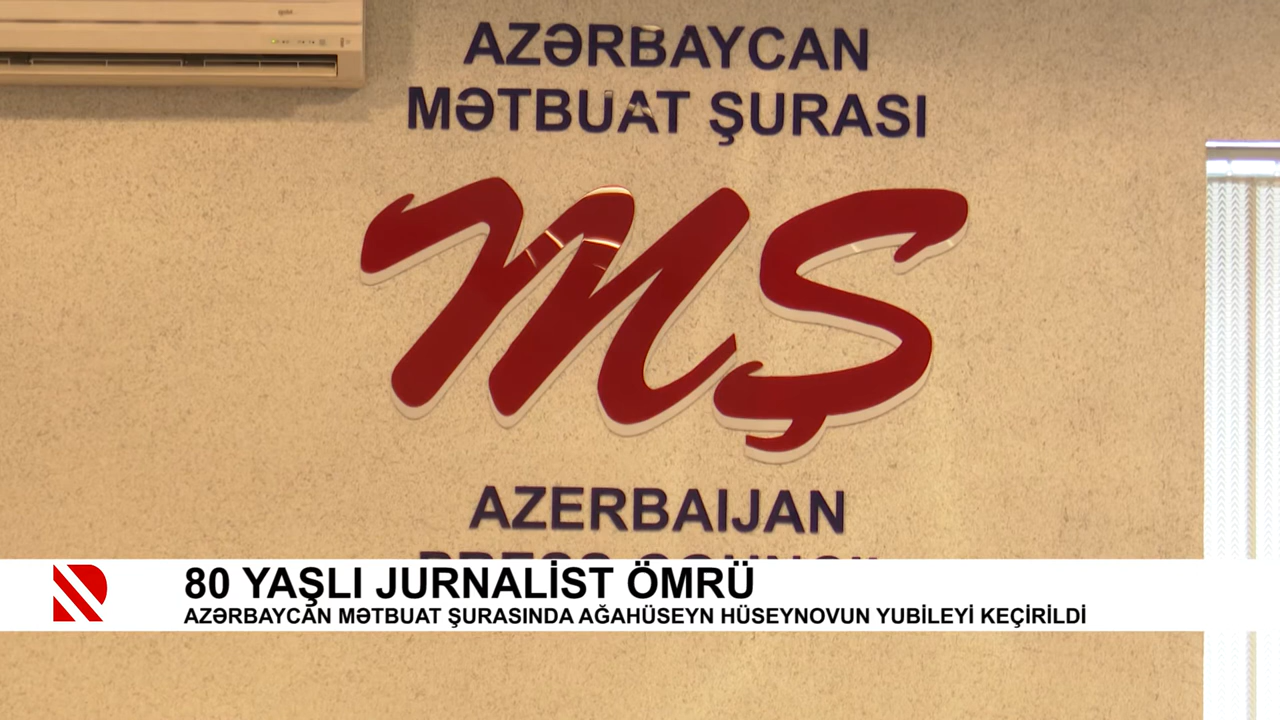 AZƏRBAYCAN
MƏTBUAT ŞURASI
MŞ
AZERBAIJAN
80 YAŞLI JURNALİST ÖMRÜ
AZƏRBAYCAN MƏTBUAT ŞURASINDA AĞAHÜSEYN HÜSEYNOVUN YUBİLEYİ KEÇİRİLDİ